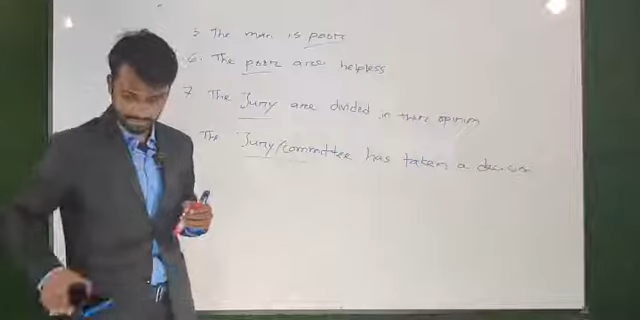 5. The man is poor
6. The poor are helpless
7. The Jury are divided in there opinion
The Jury/committee has taken a decision